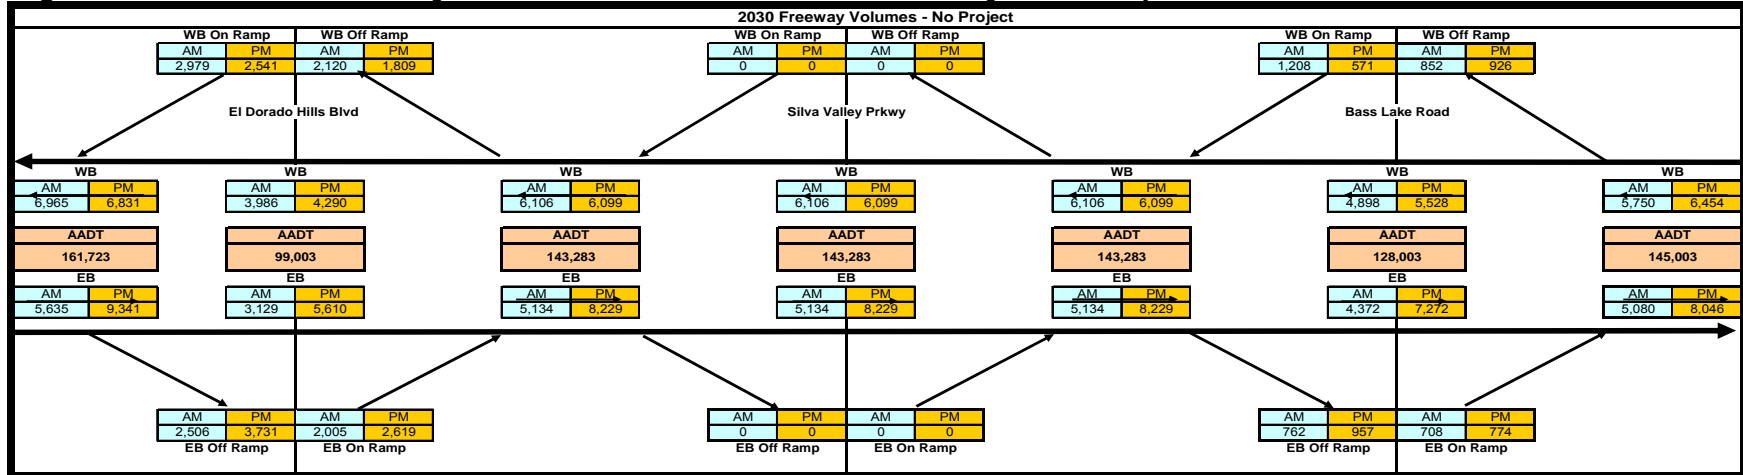 2030 Freeway Volumes - No Project
WB On Ramp WB Off Ramp WB On Ramp WB Off Ramp WB On Ramp WB Off Ramp
AM PM AM PM AM PM AM PM AM PM AM PM
2,979 2,541 2,120 1,809 0 0 0 0 1,208 571 852 926
El Dorado Hills Blvd Silva Valley Prkwy Bass Lake Road
WB WB WB WB WB WB WB
AM PM AM PM AM PM AM PM AM PM AM PM AM PM
6,965 6,831 3,986 4,290 6,106 6,099 6,106 6,099 6,106 6,099 4,898 5,528 5,750 6,454
AADT AADT AADT AADT AADT AADT AADT
161,723 99,003 143,283 143,283 143,283 128,003 145,003
EB EB EB EB EB EB EB
AM PM AM PM AM PM AM PM AM PM AM PM AM PM
5,635 9,341 3,129 5,610 5,134 8,229 5,134 8,229 5,134 8,229 4,372 7,272 5,080 8,046
AM PM AM PM AM PM AM PM AM PM AM PM
2,506 3,731 2,005 2,619 0 0 0 0 762 957 708 774
EB Off Ramp EB On Ramp EB Off Ramp EB On Ramp EB Off Ramp EB On Ramp